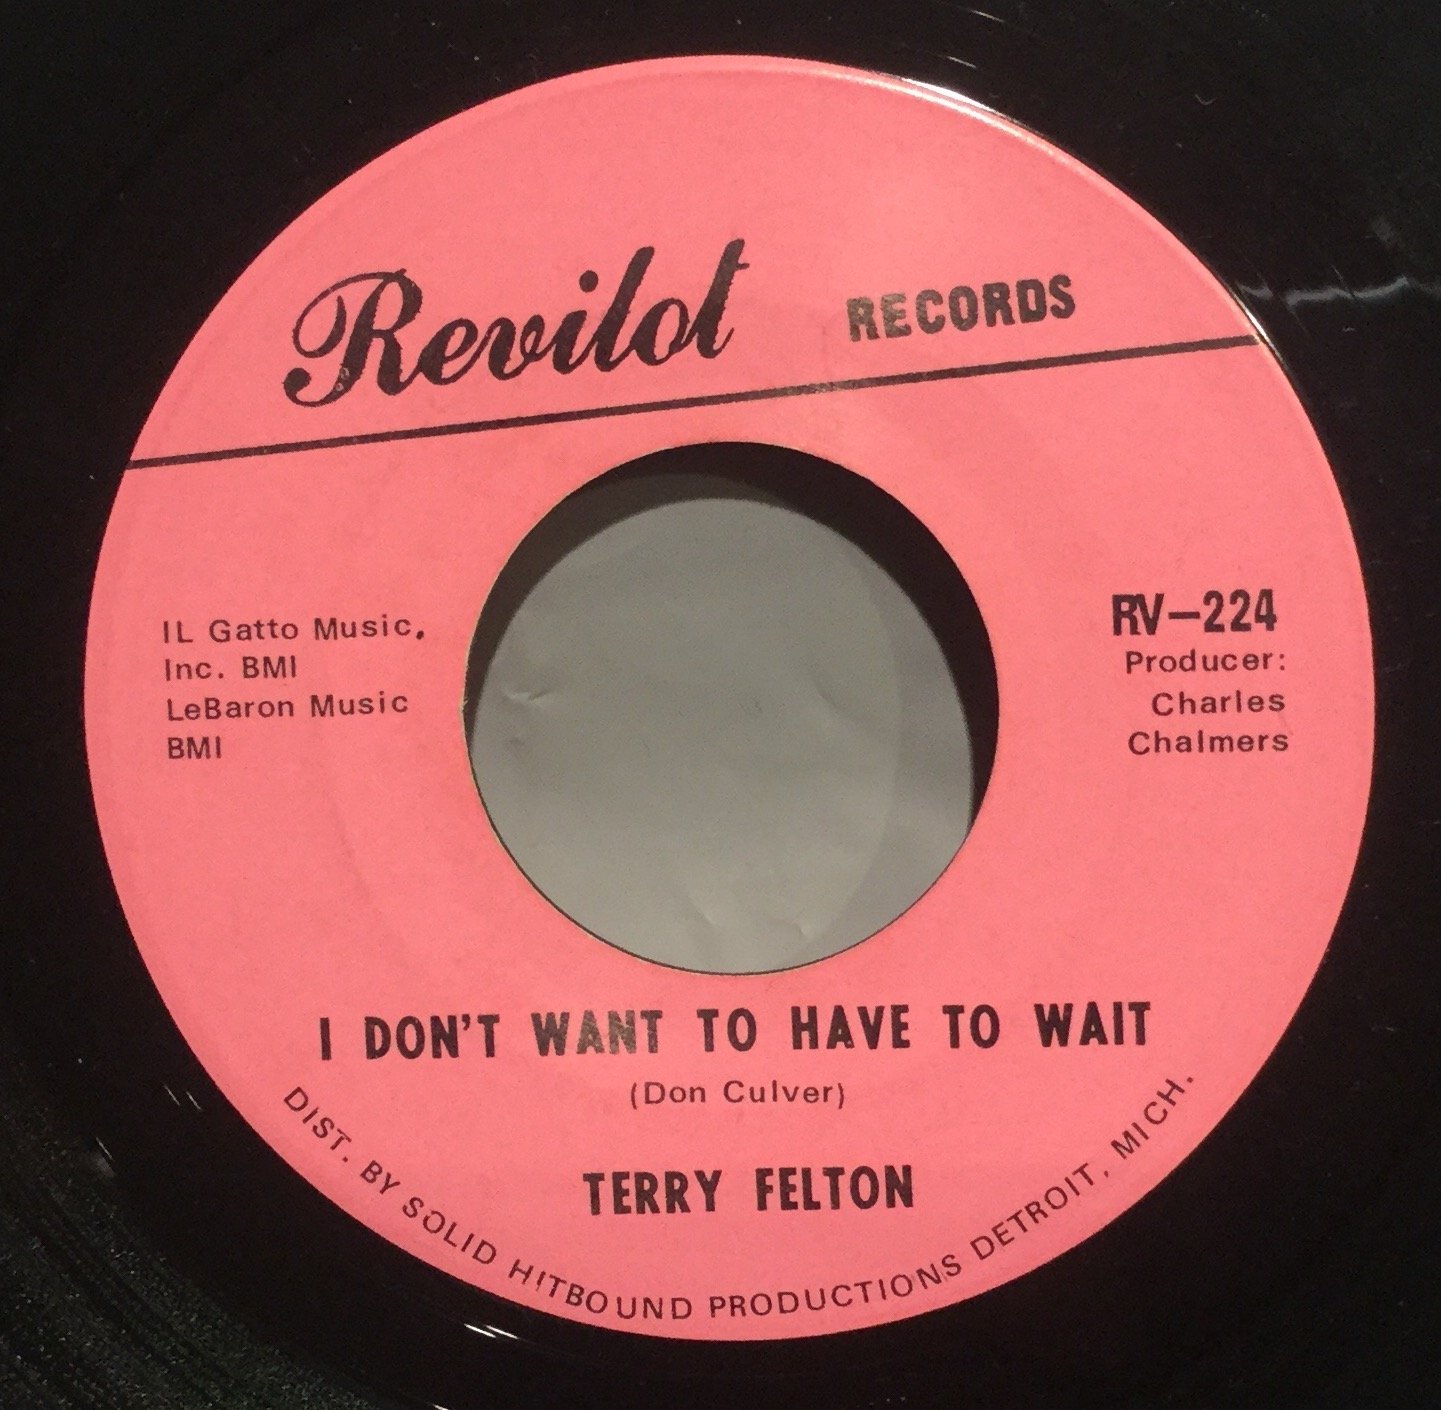 Revilot RECORDS
IL Gatto Music,
Inc. BMI
LeBaron Music
BMI
RV-224
Producer:
Charles
Chalmers
I DON'T WANT TO HAVE TO WAIT
(Don Culver)
TERRY FELTON
DIST. BY SOLID HITBOUND PRODUCTIONS DETROIT, MICH.